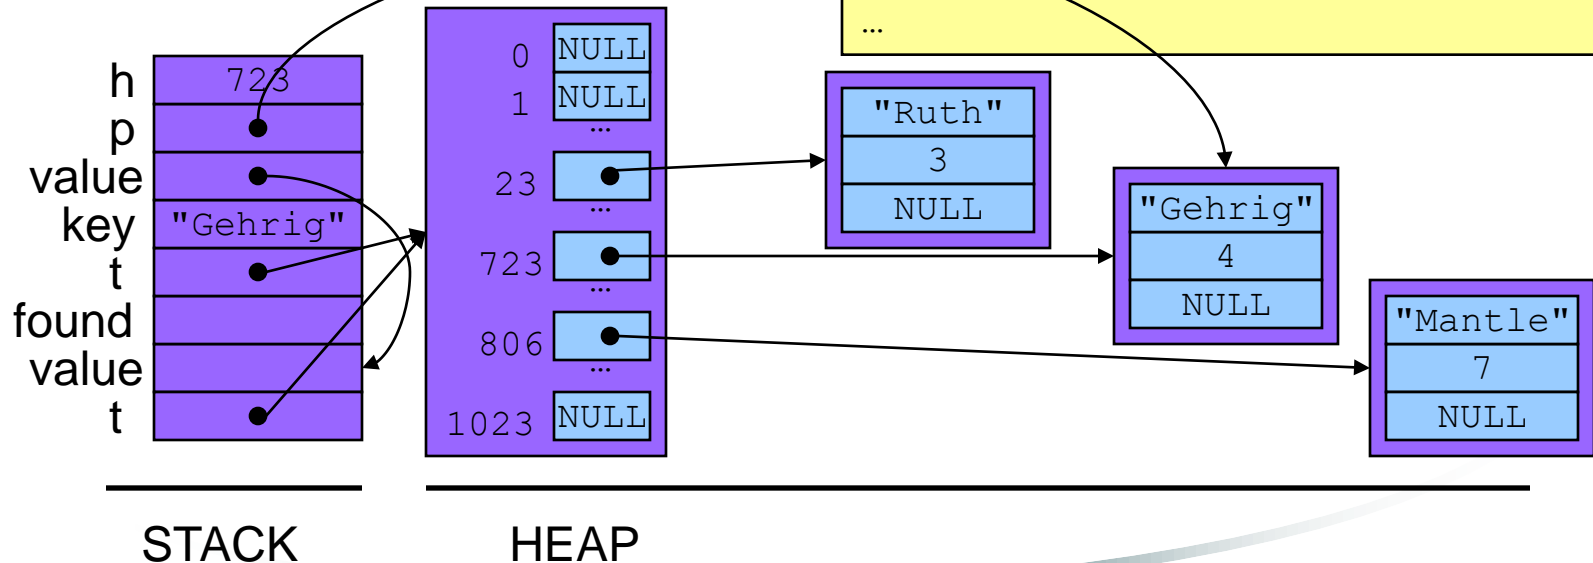 …
h 723
p
value
key "Gehrig"
t
found
value
t
0 NULL
1 NULL
…
23
…
723
…
806
…
1023 NULL
"Ruth"
3
NULL
"Gehrig"
4
NULL
"Mantle"
7
NULL
STACK
HEAP